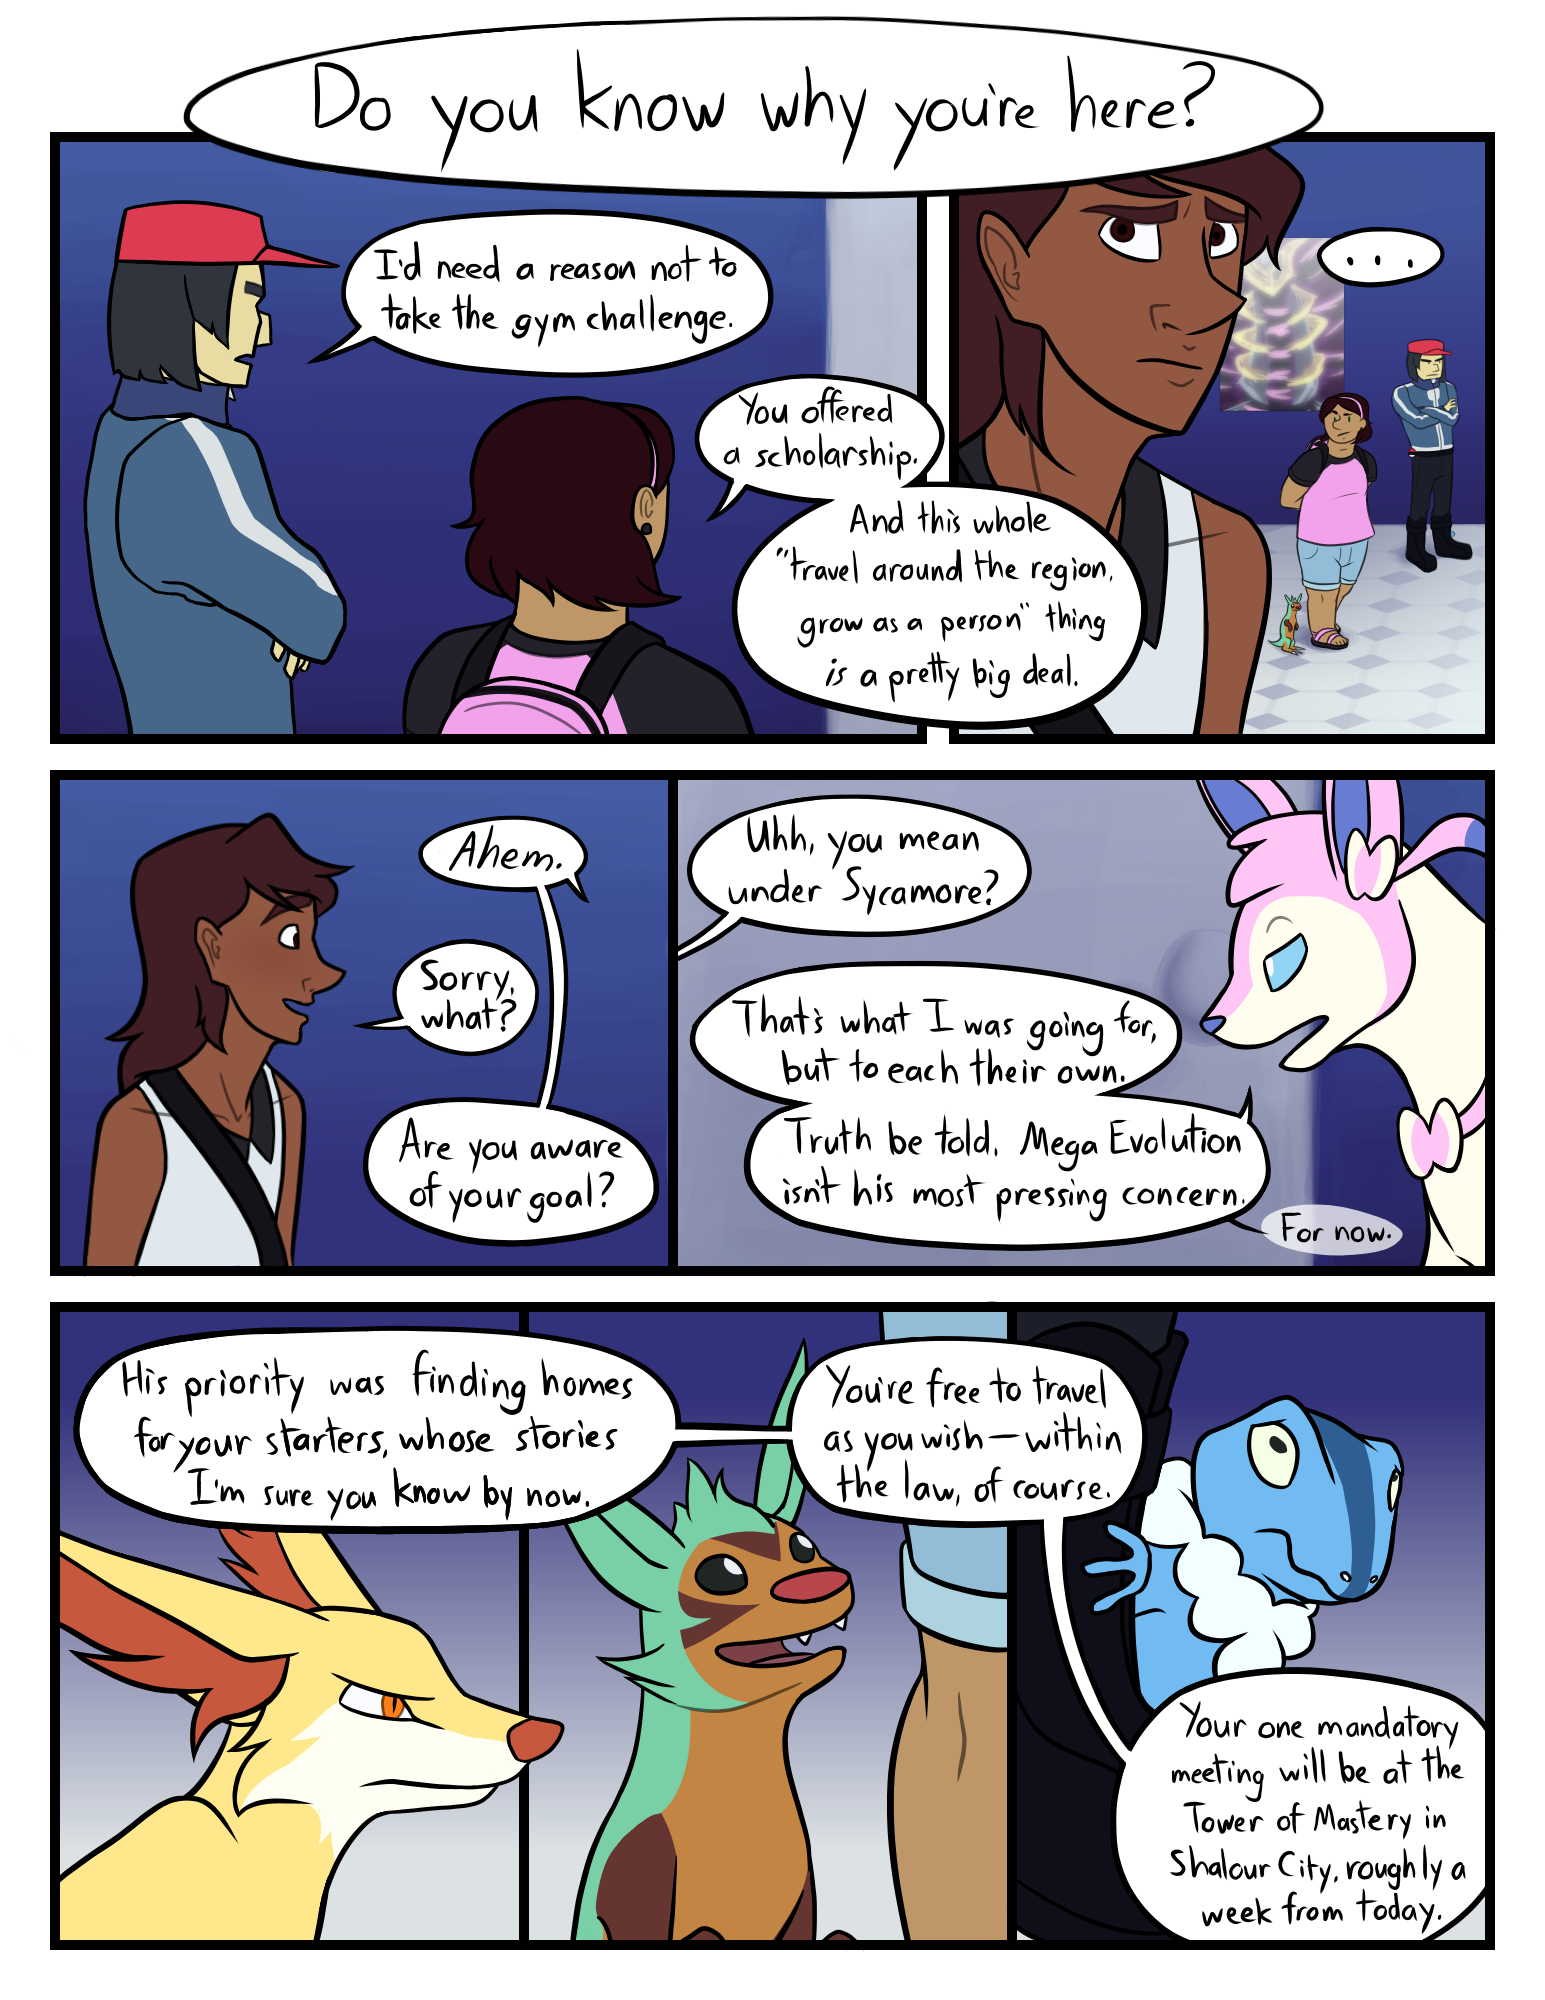 Do you know why you're here?
I'd need a reason not to
take the gym challenge.
You offered
a scholarship.
And this whole
"travel around the region,
grow as a person" thing
is a pretty big deal.
...
Ahem.
Sorry,
what?
Are you aware
of your goal?
Uhh, you mean
under Sycamore?
That's what I was going for,
but to each their own.
Truth be told, Mega Evolution
isn't his most pressing concern.
For now.
His priority was finding homes
for your starters, whose stories
I'm sure you know by now.
You're free to travel
as you wish—within
the law, of course.
Your one mandatory
meeting will be at the
Tower of Mastery in
Shalour City, roughly a
week from today.